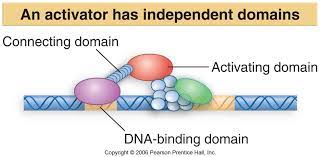 An activator has independent domains
Connecting domain
Activating domain
DNA-binding domain
Copyright © 2006 Pearson Prentice Hall, Inc.